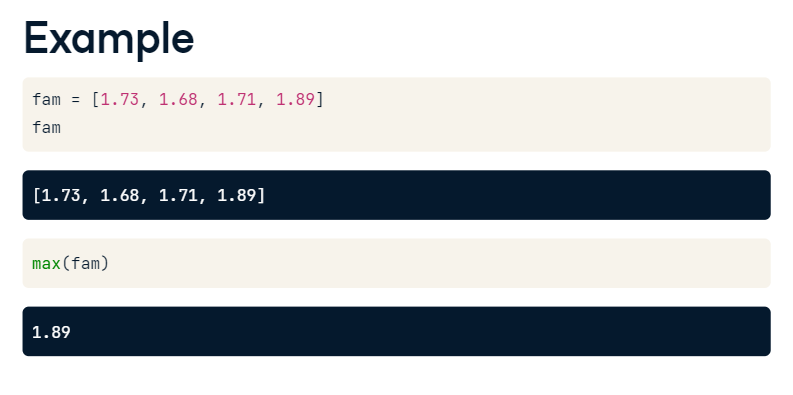 Example
fam = [1.73, 1.68, 1.71, 1.89]
fam
[1.73, 1.68, 1.71, 1.89]
max(fam)
1.89